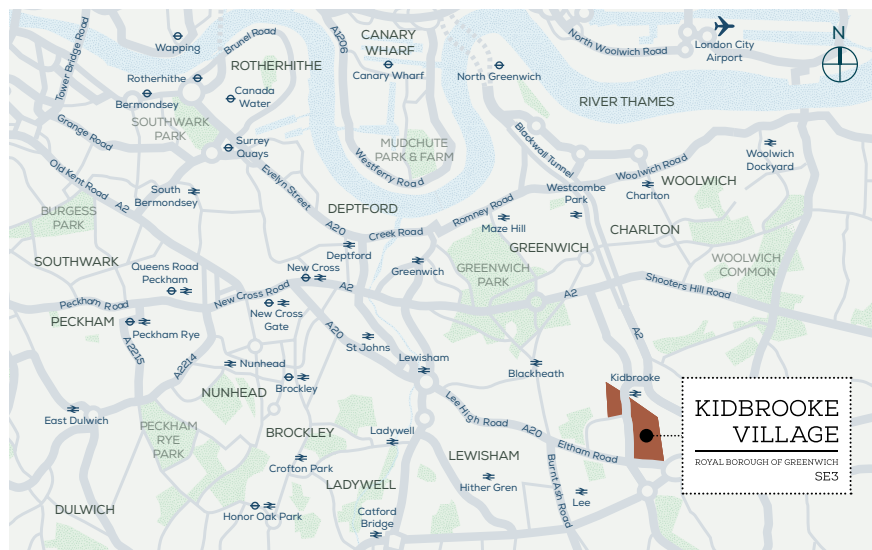 Tower Bridge Road
Wapping
Brunel Road
ROTHERHITHE
A1206
CANARY
WHARF
Canary Wharf
North Greenwich
North Woolwich Road
London City
Airport
N
Rotherhithe
Bermondsey
Canada
Water
SOUTHWARK
PARK
Grange Road
Surrey
Quays
MUDCHUTE
PARK & FARM
Westferry Road
RIVER THAMES
Blackwall Tunnel
Woolwich Road
Woolwich
Dockyard
Old Kent Road
A2
South
Bermondsey
Evelyn Street
A20
DEPTFORD
Creek Road
Romney Road
Maze Hill
Westcombe
Park
Charlton
WOOLWICH
BURGESS
PARK
GREENWICH
CHARLTON
SOUTHWARK
Queens Road
Peckham
New Cross
Deptford
Greenwich
GREENWICH
PARK
WOOLWICH
COMMON
Peckham Road
New Cross Road
A2
A2
Shooters Hill Road
PECKHAM
Peckham Rye
New Cross
Gate
A20
St Johns
A2
A2215
A2214
Nunhead
Lewisham
Blackheath
Kidbrooke
NUNHEAD
Brockley
Lee High Road
A20
Eltham Road
KIDBROOKE
VILLAGE
ROYAL BOROUGH OF GREENWICH
SE3
East Dulwich
PECKHAM
RYE
PARK
BROCKLEY
Ladywell
Crofton Park
LEWISHAM
Burnt Ash Road
LADYWELL
Hither Gren
Lee
DULWICH
Honor Oak Park
Catford
Bridge